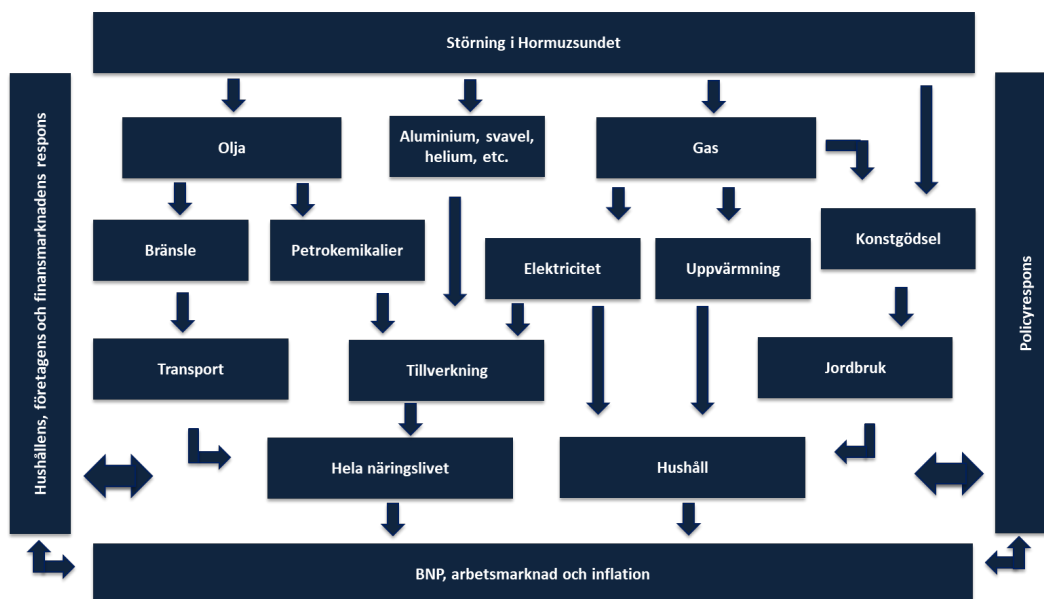 Störning i Hormuzsundet
Hushållens, företagens och finansmarknadens respons
Policyrespons
Olja
Aluminium, svavel,
helium, etc.
Gas
Bränsle
Petrokemikalier
Elektricitet
Uppvärmning
Konstgödsel
Transport
Tillverkning
Jordbruk
Hela näringslivet
Hushåll
BNP, arbetsmarknad och inflation